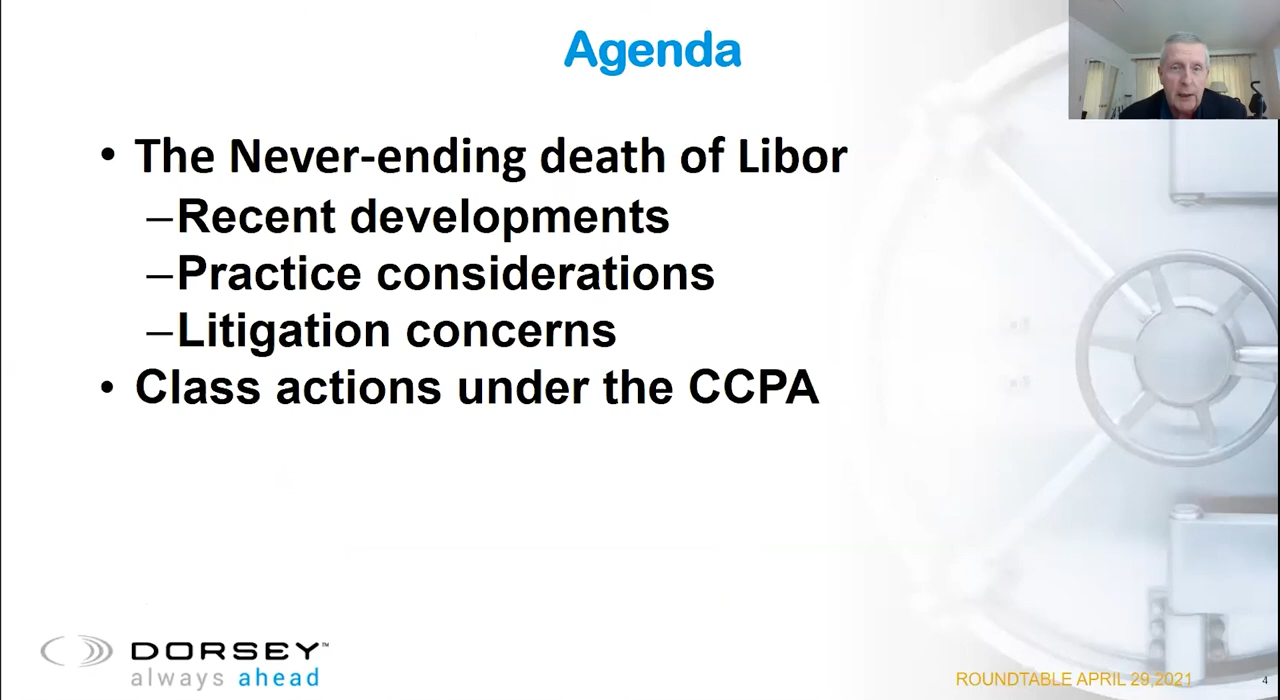 Agenda
• The Never-ending death of Libor
–Recent developments
–Practice considerations
–Litigation concerns
• Class actions under the CCPA
DORSEY™
always ahead
ROUNDTABLE APRIL 29,2021
4